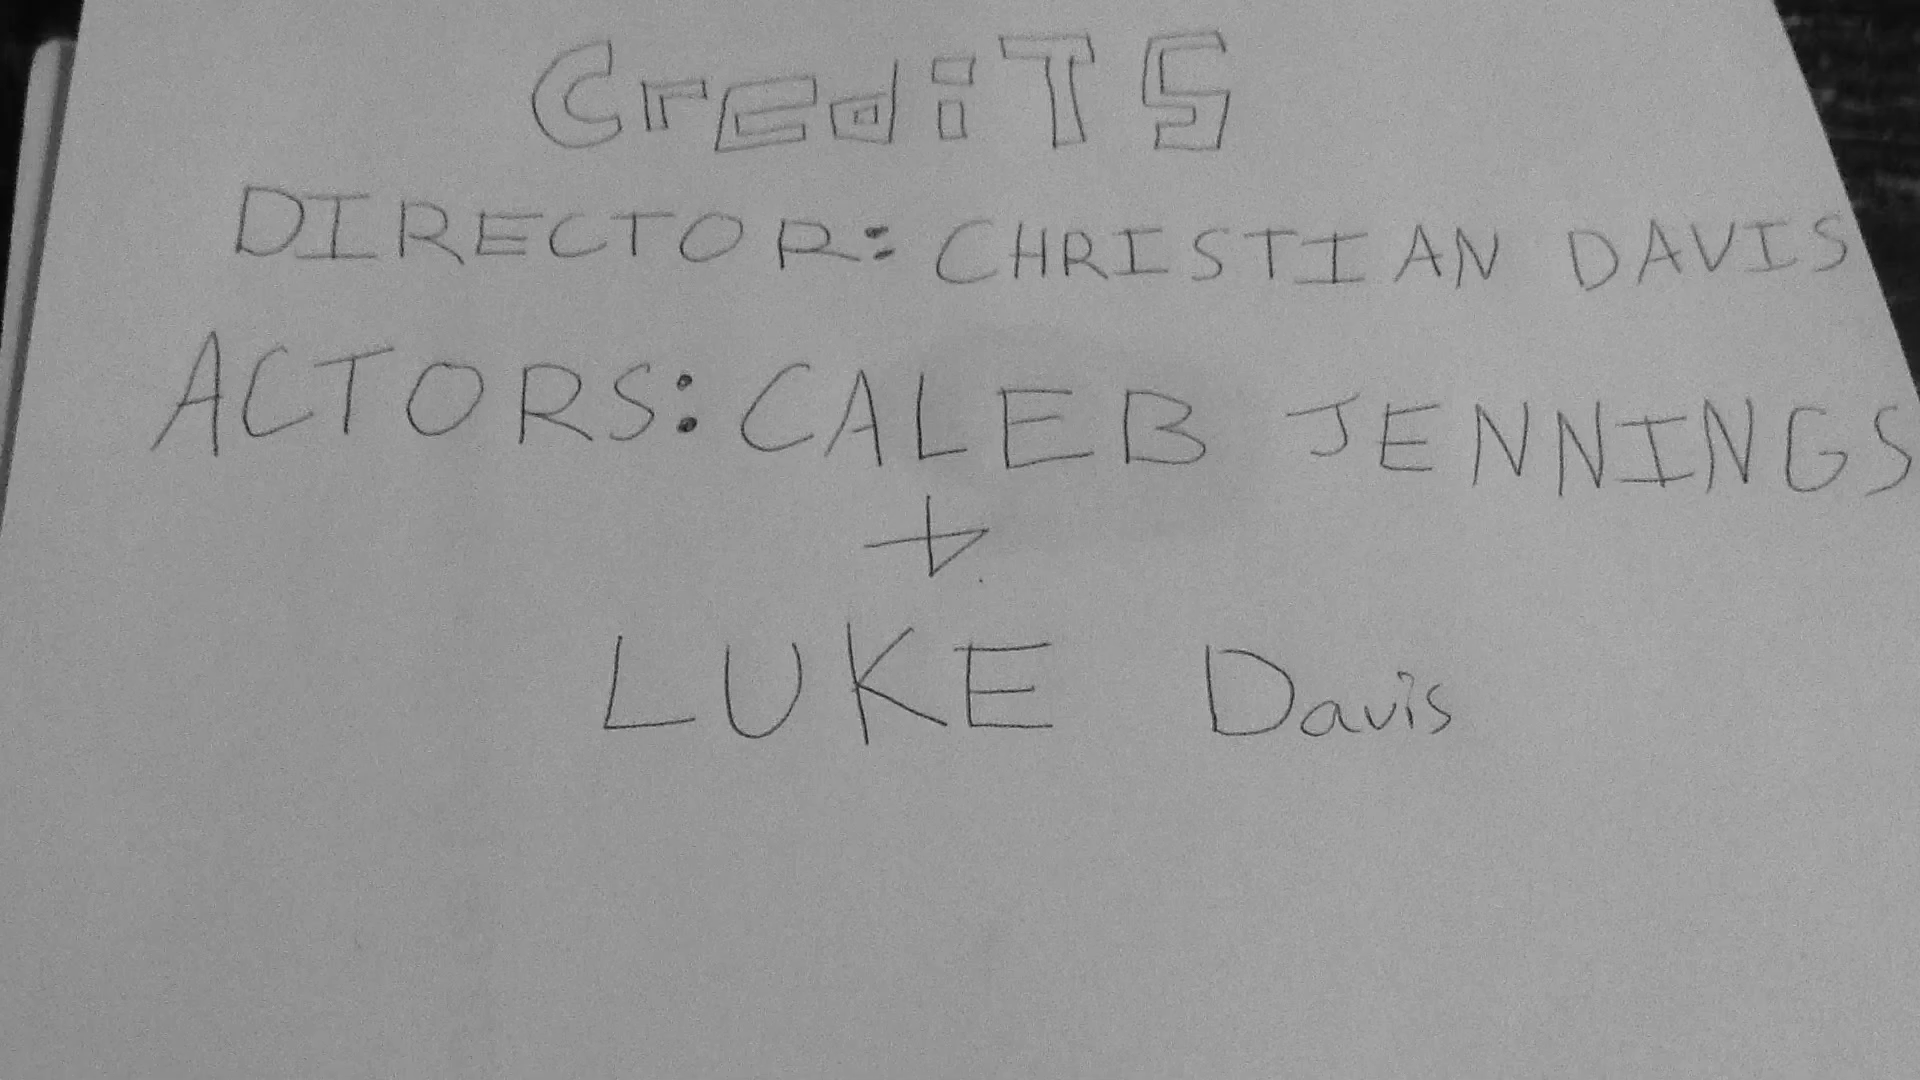 CrediTS
DIRECTOR: CHRISTIAN DAVIS
ACTORS: CALEB JENNINGS
+
LUKE Davis